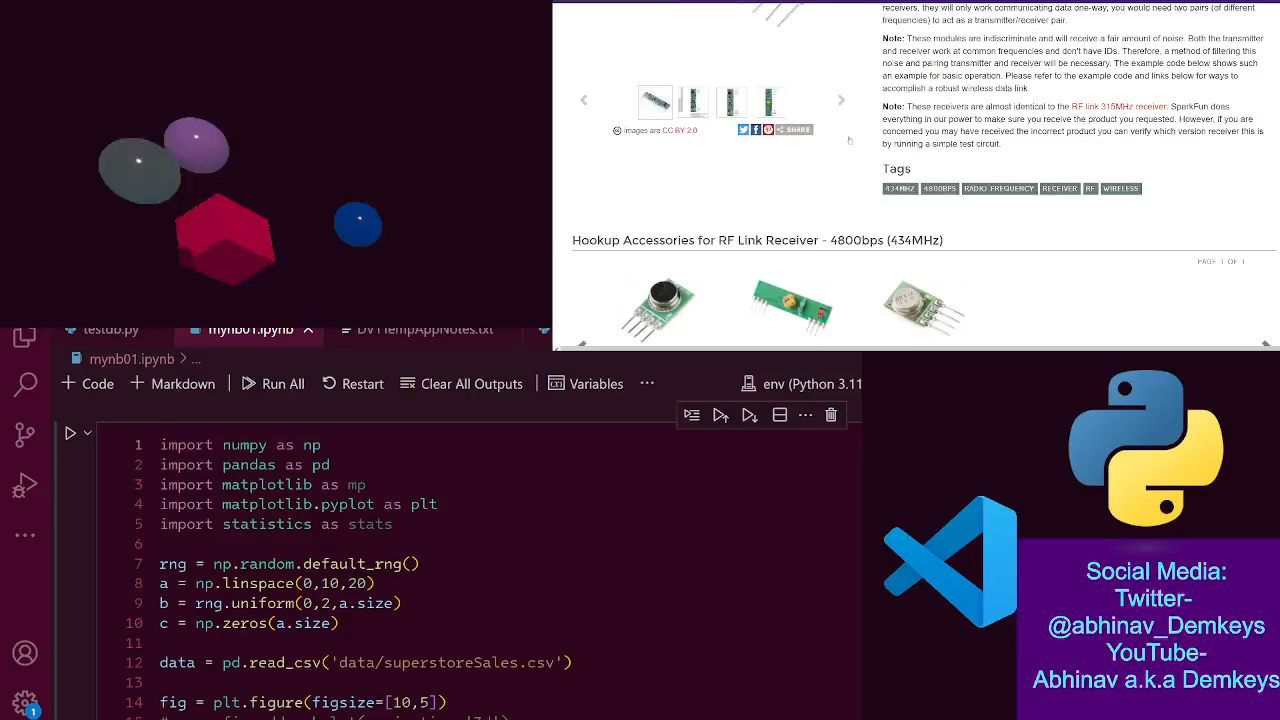 receivers, they will only work communicating data one-way, you would need two pairs (of different
frequencies) to act as a transmitter/receiver pair.
Note: These modules are indiscriminate and will receive a fair amount of noise. Both the transmitter
and receiver work at common frequencies and don't have IDs. Therefore, a method of filtering this
noise and pairing transmitter and receiver will be necessary. The example code below shows such
an example for basic operation. Please refer to the example code and links below for ways to
accomplish a robust wireless data link.
Note: These receivers are almost identical to the RF link 315MHz receiver. SparkFun does
everything in our power to make sure you receive the product you requested. However, if you are
concerned you may have received the incorrect product you can verify which version receiver this is
by running a simple test circuit.
images are CC BY 2.0
SHARE
Tags
434MHZ 4800BPS RADIO FREQUENCY RECEIVER RF WIRELESS
Hookup Accessories for RF Link Receiver - 4800bps (434MHz)
PAGE 1 OF 1
testdb.py
mynb01.ipynb
DVTempAppNotes.txt
mynb01.ipynb > ...
+ Code + Markdown Run All Restart Clear All Outputs Variables ... env (Python 3.11
1 import numpy as np
2 import pandas as pd
3 import matplotlib as mp
4 import matplotlib.pyplot as plt
5 import statistics as stats
6
7 rng = np.random.default_rng()
8 a = np.linspace(0,10,20)
9 b = rng.uniform(0,2,a.size)
10 c = np.zeros(a.size)
11
12 data = pd.read_csv('data/superstoreSales.csv')
13
14 fig = plt.figure(figsize=[10,5])
1
Social Media:
Twitter-
@abhinav_Demkeys
YouTube-
Abhinav a.k.a Demkeys